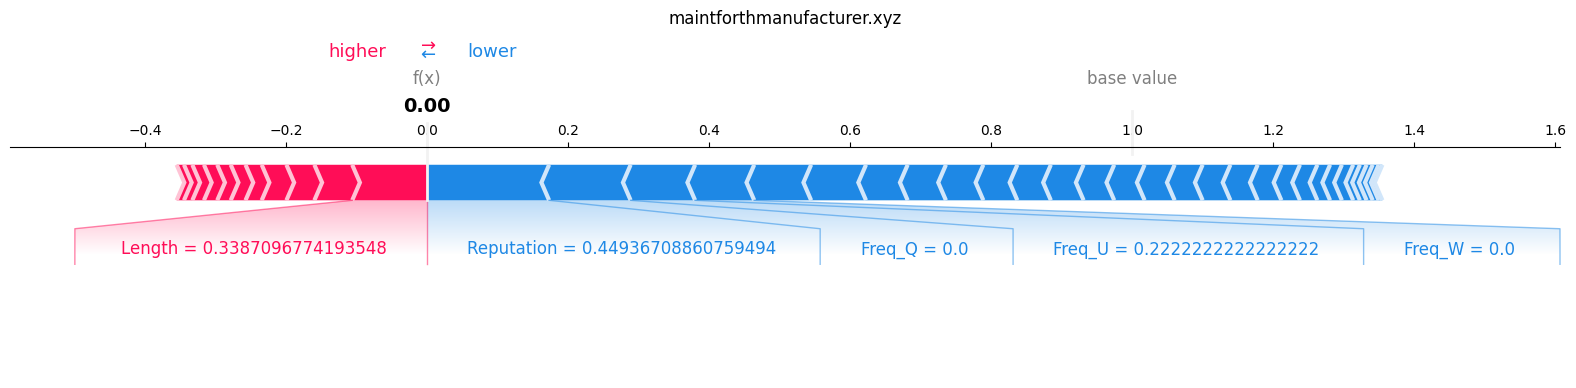 maintforthmanufacturer.xyz
higher → ← lower
f(x) base value
0.00
−0.4 −0.2 0.0 0.2 0.4 0.6 0.8 1.0 1.2 1.4 1.6
Length = 0.3387096774193548 Reputation = 0.44936708860759494 Freq_Q = 0.0 Freq_U = 0.2222222222222222 Freq_W = 0.0